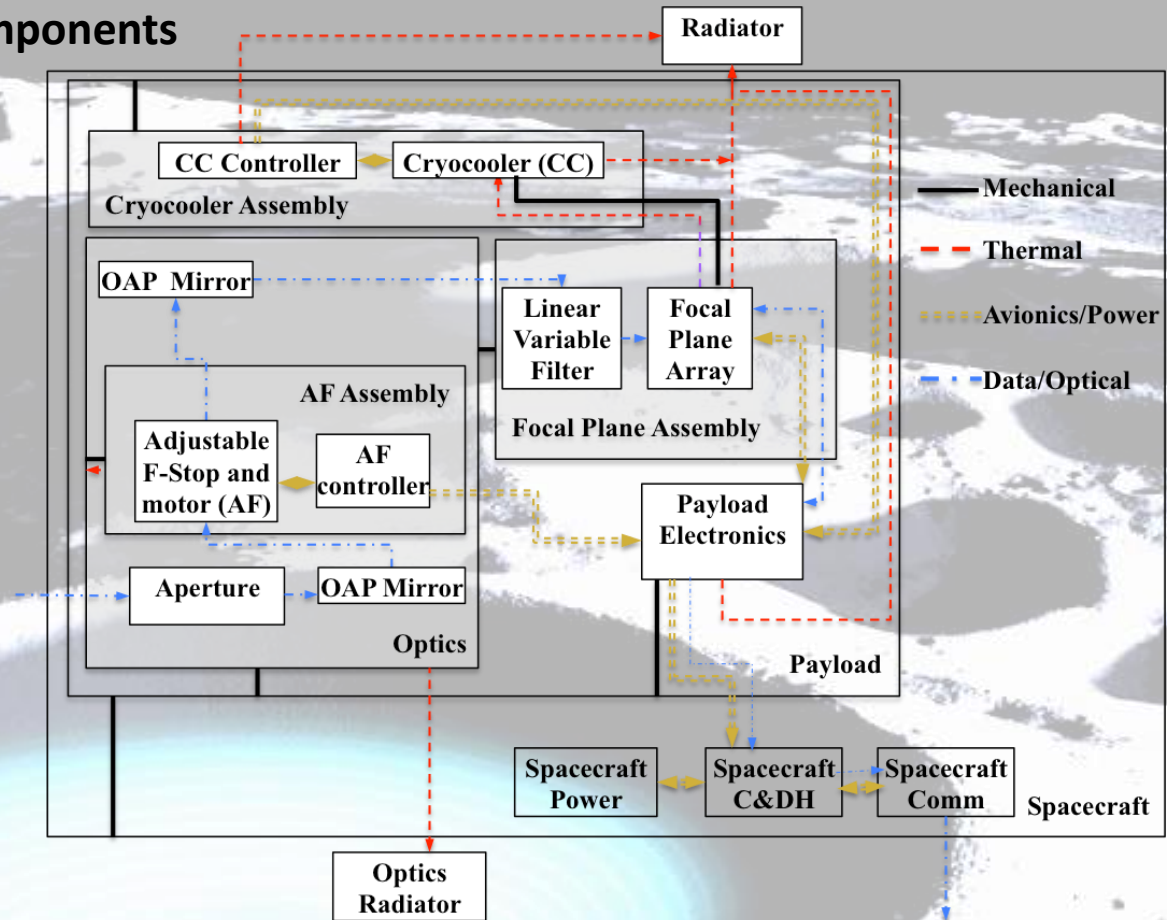 Radiator
CC Controller
Cryocooler (CC)
Cryocooler Assembly
Mechanical
Thermal
Avionics/Power
Data/Optical
OAP Mirror
Linear
Variable
Filter
Focal
Plane
Array
Focal Plane Assembly
AF Assembly
Adjustable
F-Stop and
motor (AF)
AF
controller
Payload
Electronics
Aperture
OAP Mirror
Optics
Payload
Spacecraft
Power
Spacecraft
C&DH
Spacecraft
Comm
Spacecraft
Optics
Radiator